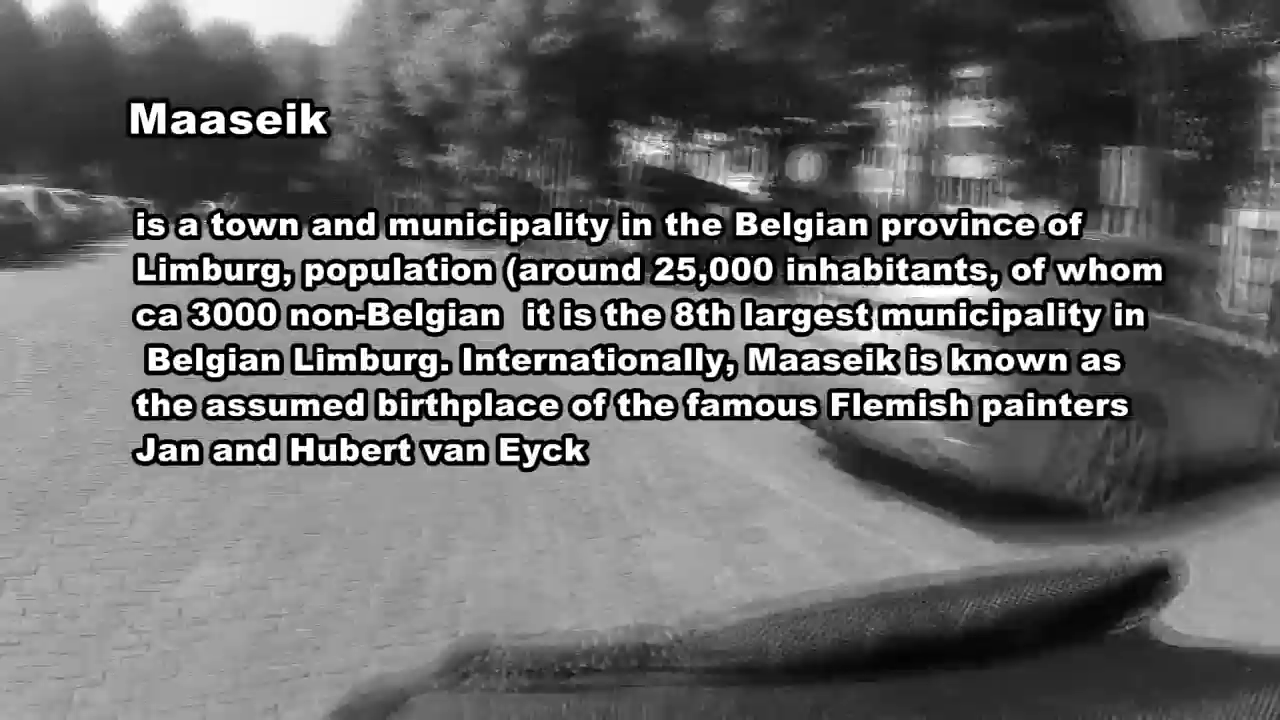 Maaseik
is a town and municipality in the Belgian province of
Limburg, population (around 25,000 inhabitants, of whom
ca 3000 non-Belgian  it is the 8th largest municipality in
Belgian Limburg. Internationally, Maaseik is known as
the assumed birthplace of the famous Flemish painters
Jan and Hubert van Eyck